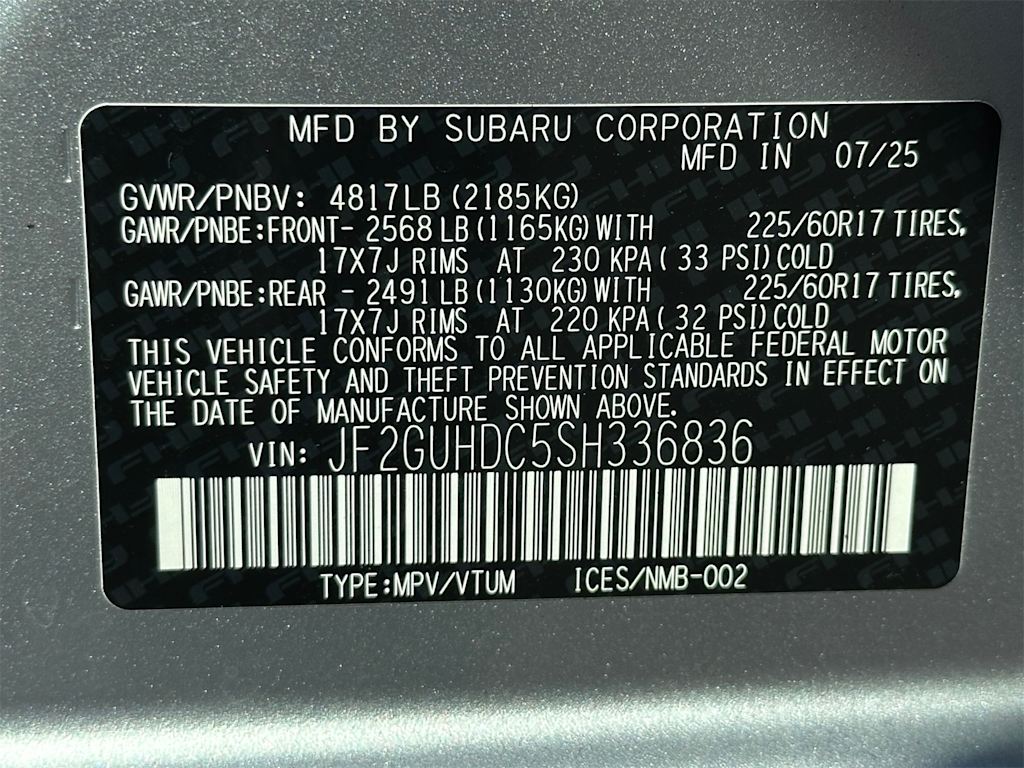 MFD BY SUBARU CORPORATION
MFD IN 07/25
GVWR/PNBV: 4817LB (2185KG)
GAWR/PNBE:FRONT- 2568 LB (1165KG) WITH 225/60R17 TIRES,
17X7J RIMS AT 230 KPA ( 33 PSI) COLD
GAWR/PNBE:REAR - 2491 LB (1130KG) WITH 225/60R17 TIRES,
17X7J RIMS AT 220 KPA ( 32 PSI) COLD
THIS VEHICLE CONFORMS TO ALL APPLICABLE FEDERAL MOTOR
VEHICLE SAFETY AND THEFT PREVENTION STANDARDS IN EFFECT ON
THE DATE OF MANUFACTURE SHOWN ABOVE.
VIN: JF2GUHDC5SH336836
TYPE:MPV/VTUM ICES/NMB-002